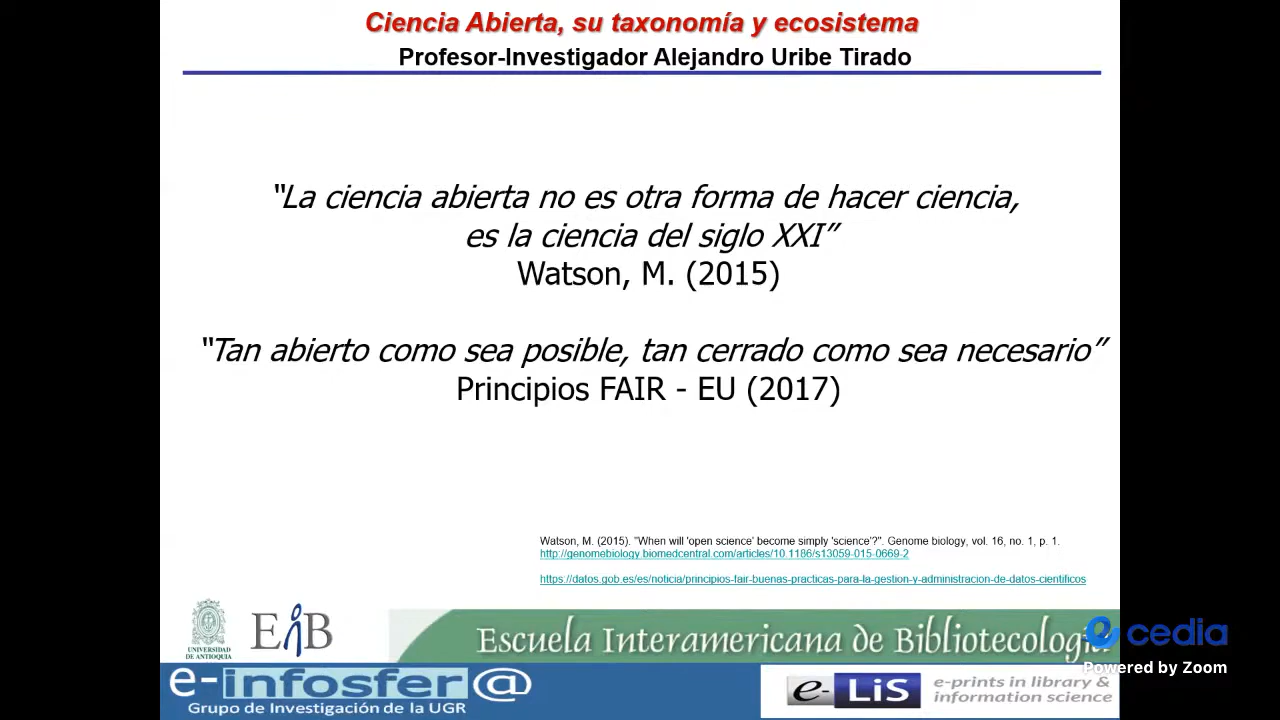 Ciencia Abierta, su taxonomía y ecosistema
Profesor-Investigador Alejandro Uribe Tirado
“La ciencia abierta no es otra forma de hacer ciencia,
es la ciencia del siglo XXI”
Watson, M. (2015)
“Tan abierto como sea posible, tan cerrado como sea necesario”
Principios FAIR - EU (2017)
Watson, M. (2015). "When will 'open science' become simply 'science'?". Genome biology, vol. 16, no. 1, p. 1.
http://genomebiology.biomedcentral.com/articles/10.1186/s13059-015-0669-2
https://datos.gob.es/es/noticia/principios-fair-buenas-practicas-para-la-gestion-y-administracion-de-datos-cientificos
UNIVERSIDAD
DE ANTIOQUIA
EiB
Escuela Interamericana de Bibliotecología
cedia
Powered by Zoom
e-infosfer@
Grupo de Investigación de la UGR
e-LiS
e-prints in library &
information science